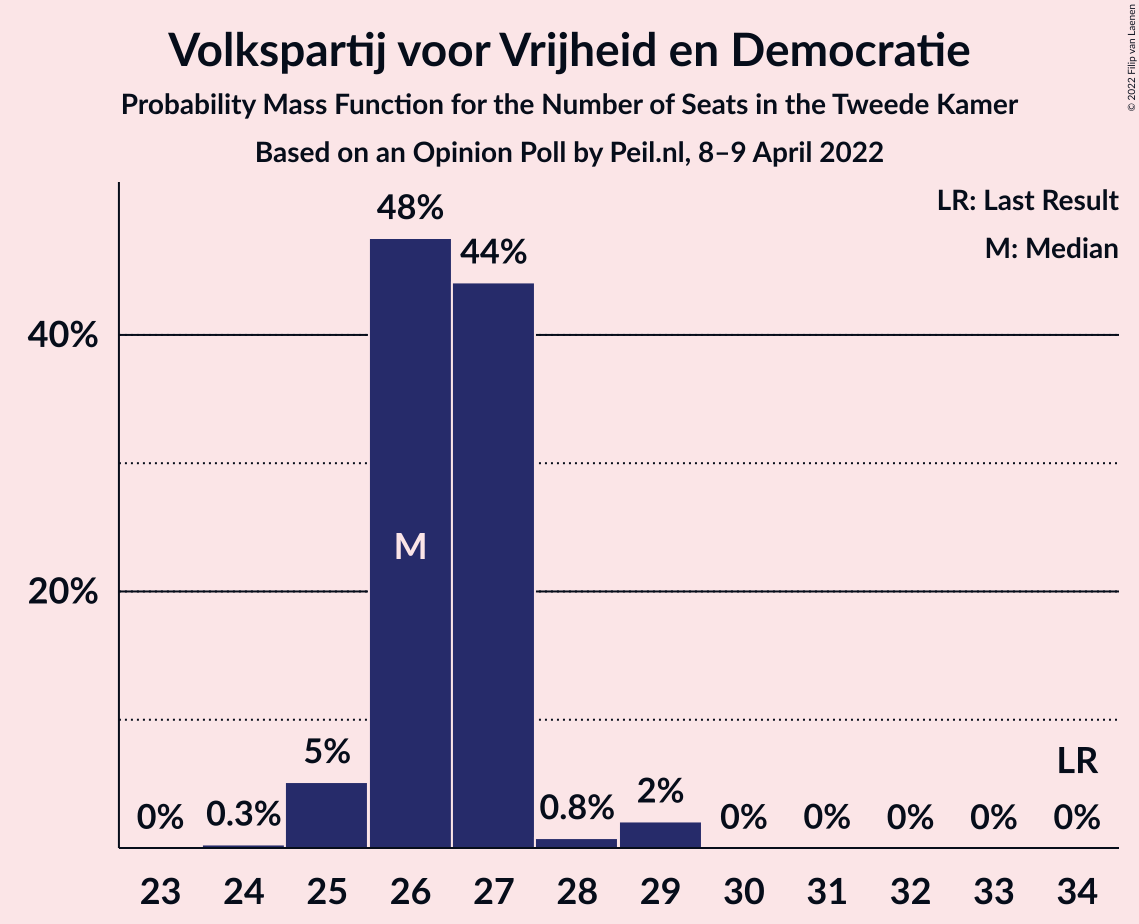 Volkspartij voor Vrijheid en Democratie
Probability Mass Function for the Number of Seats in the Tweede Kamer
Based on an Opinion Poll by Peil.nl, 8–9 April 2022
© 2022 Filip van Laenen
LR: Last Result
M: Median
40%
20%
0%
0.3%
5%
48%
M
44%
0.8%
2%
0%
0%
0%
0%
LR
0%
23 24 25 26 27 28 29 30 31 32 33 34